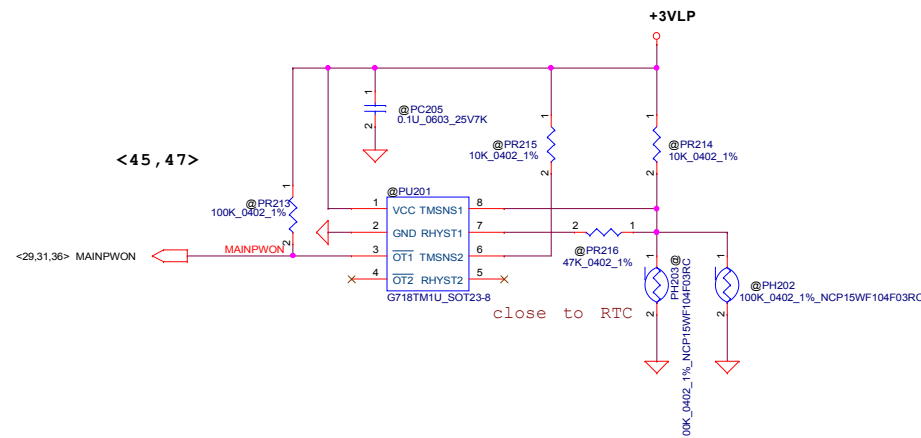 +3VLP
1
@PC205
0.1U_0603_25V7K
2
1
@PR215
10K_0402_1%
2
1
@PR214
10K_0402_1%
2
<45,47>
1
@PR213
100K_0402_1%
2
@PU201
1 VCC TMSNS1 8
2 GND RHYST1 7
3 OT1 TMSNS2 6
4 OT2 RHYST2 5
G718TM1U_SOT23-8
<29,31,36> MAINPWON
MAINPWON
2 1
@PR216
47K_0402_1%
1
PH203@
00K_0402_1%_NCP15WF104F03RC
2
1
@PH202
100K_0402_1%_NCP15WF104F03RC
2
close to RTC